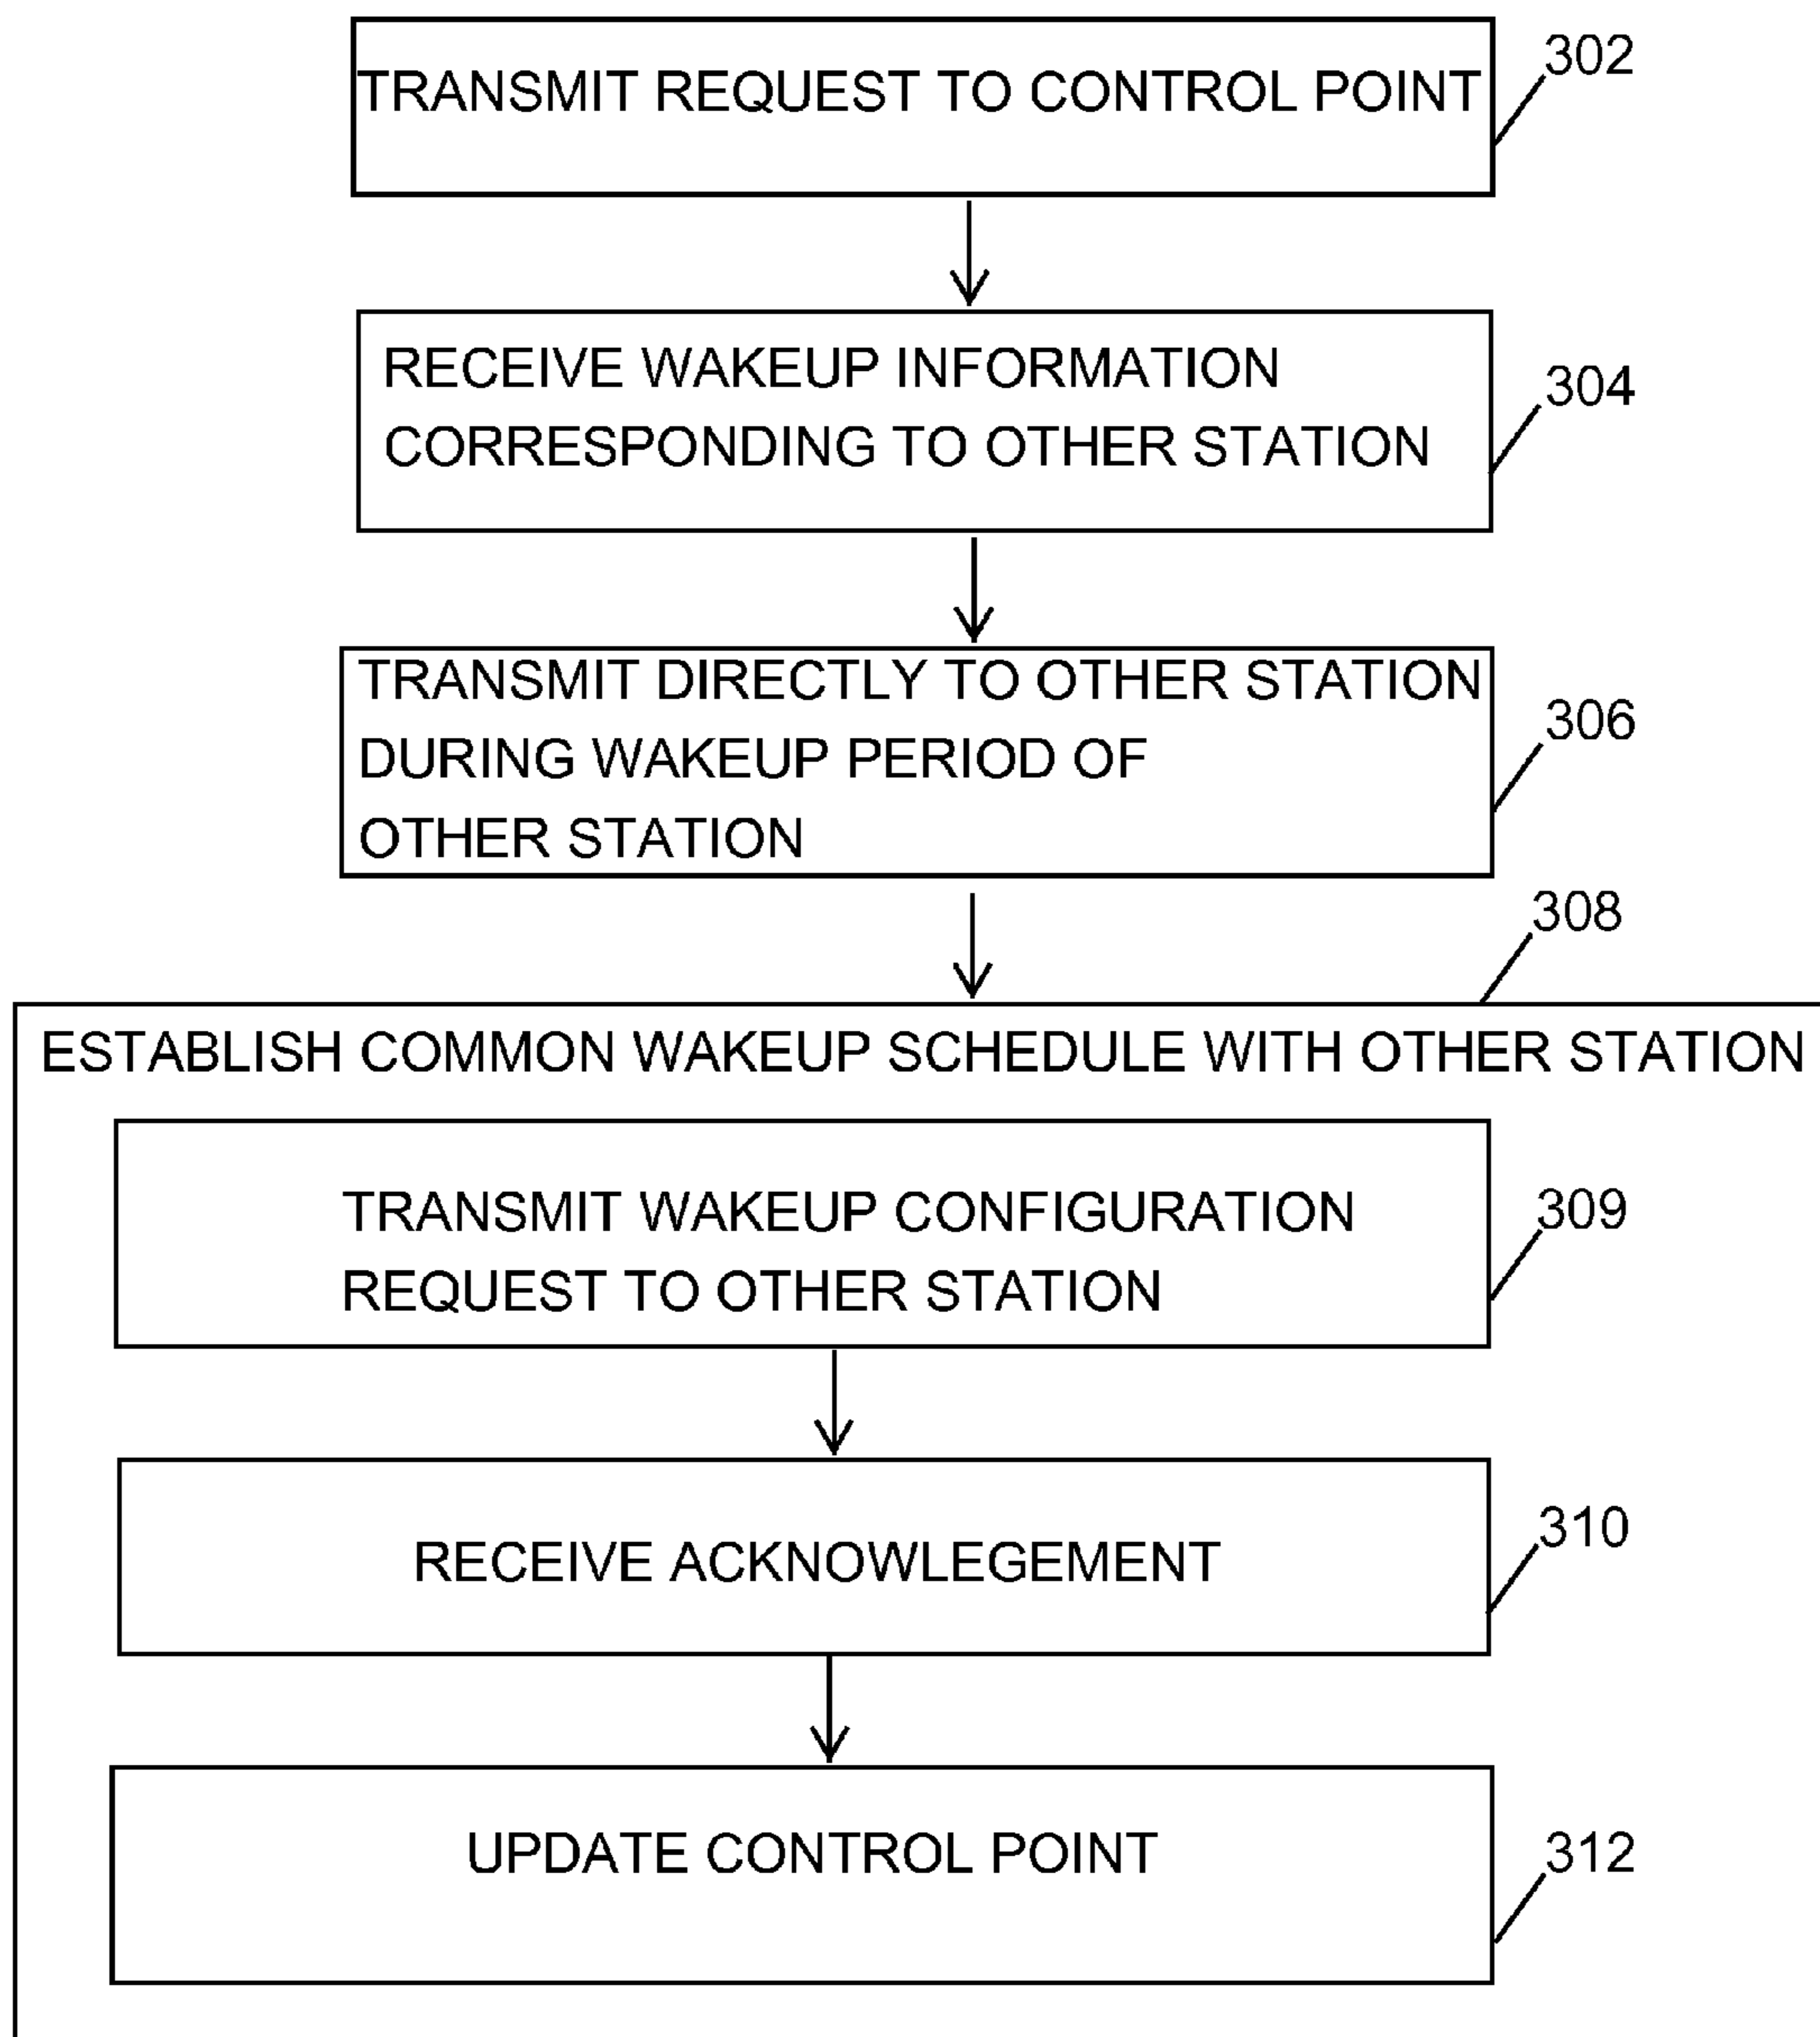 302
TRANSMIT REQUEST TO CONTROL POINT
RECEIVE WAKEUP INFORMATION
304
CORRESPONDING TO OTHER STATION
TRANSMIT DIRECTLY TO OTHER STATION
306
DURING WAKEUP PERIOD OF
OTHER STATION
308
ESTABLISH COMMON WAKEUP SCHEDULE WITH OTHER STATION
TRANSMIT WAKEUP CONFIGURATION
309
REQUEST TO OTHER STATION
310
RECEIVE ACKNOWLEGEMENT
UPDATE CONTROL POINT
312